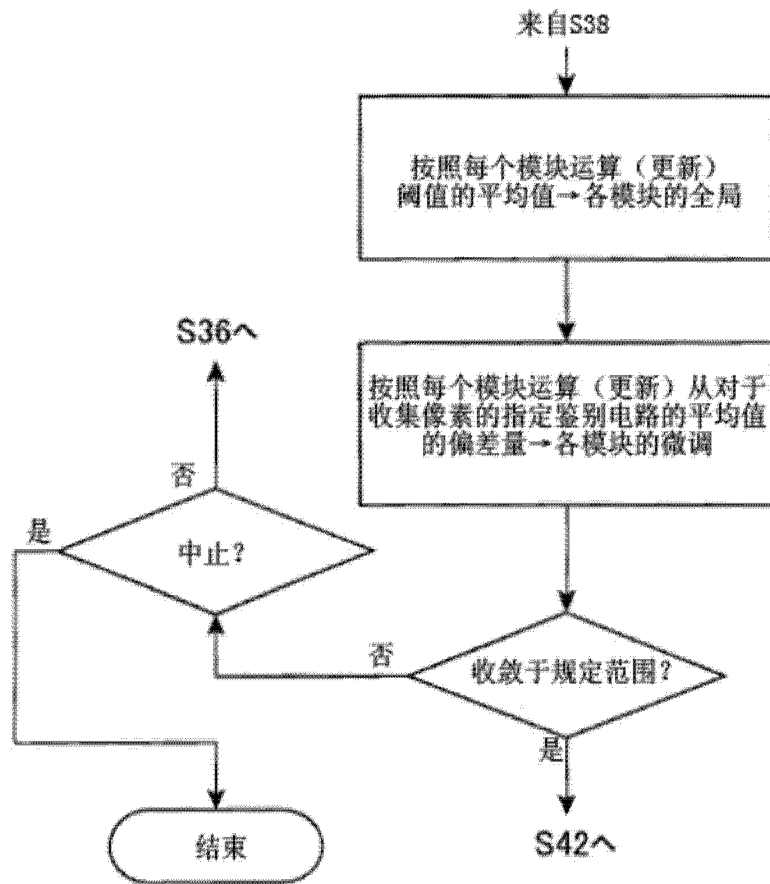 来自S38
按照每个模块运算（更新）
阈值的平均值→各模块的全局
按照每个模块运算（更新）从对于
收集像素的指定鉴别电路的平均值
的偏差量→各模块的微调
S36へ
否
是
中止？
否
收敛于规定范围？
是
结束
S42へ